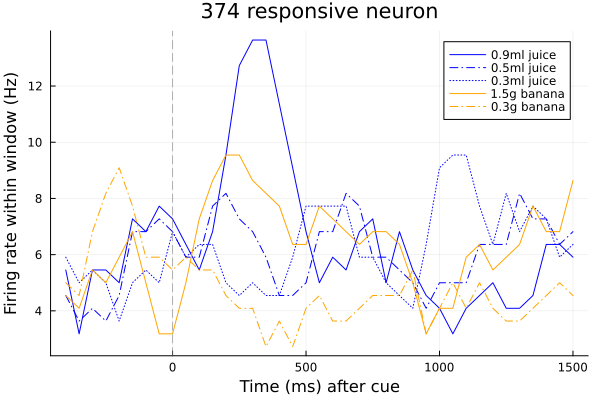 374 responsive neuron
Firing rate within window (Hz)
12
10
8
6
4
0.9ml juice
0.5ml juice
0.3ml juice
1.5g banana
0.3g banana
0
500
1000
1500
Time (ms) after cue